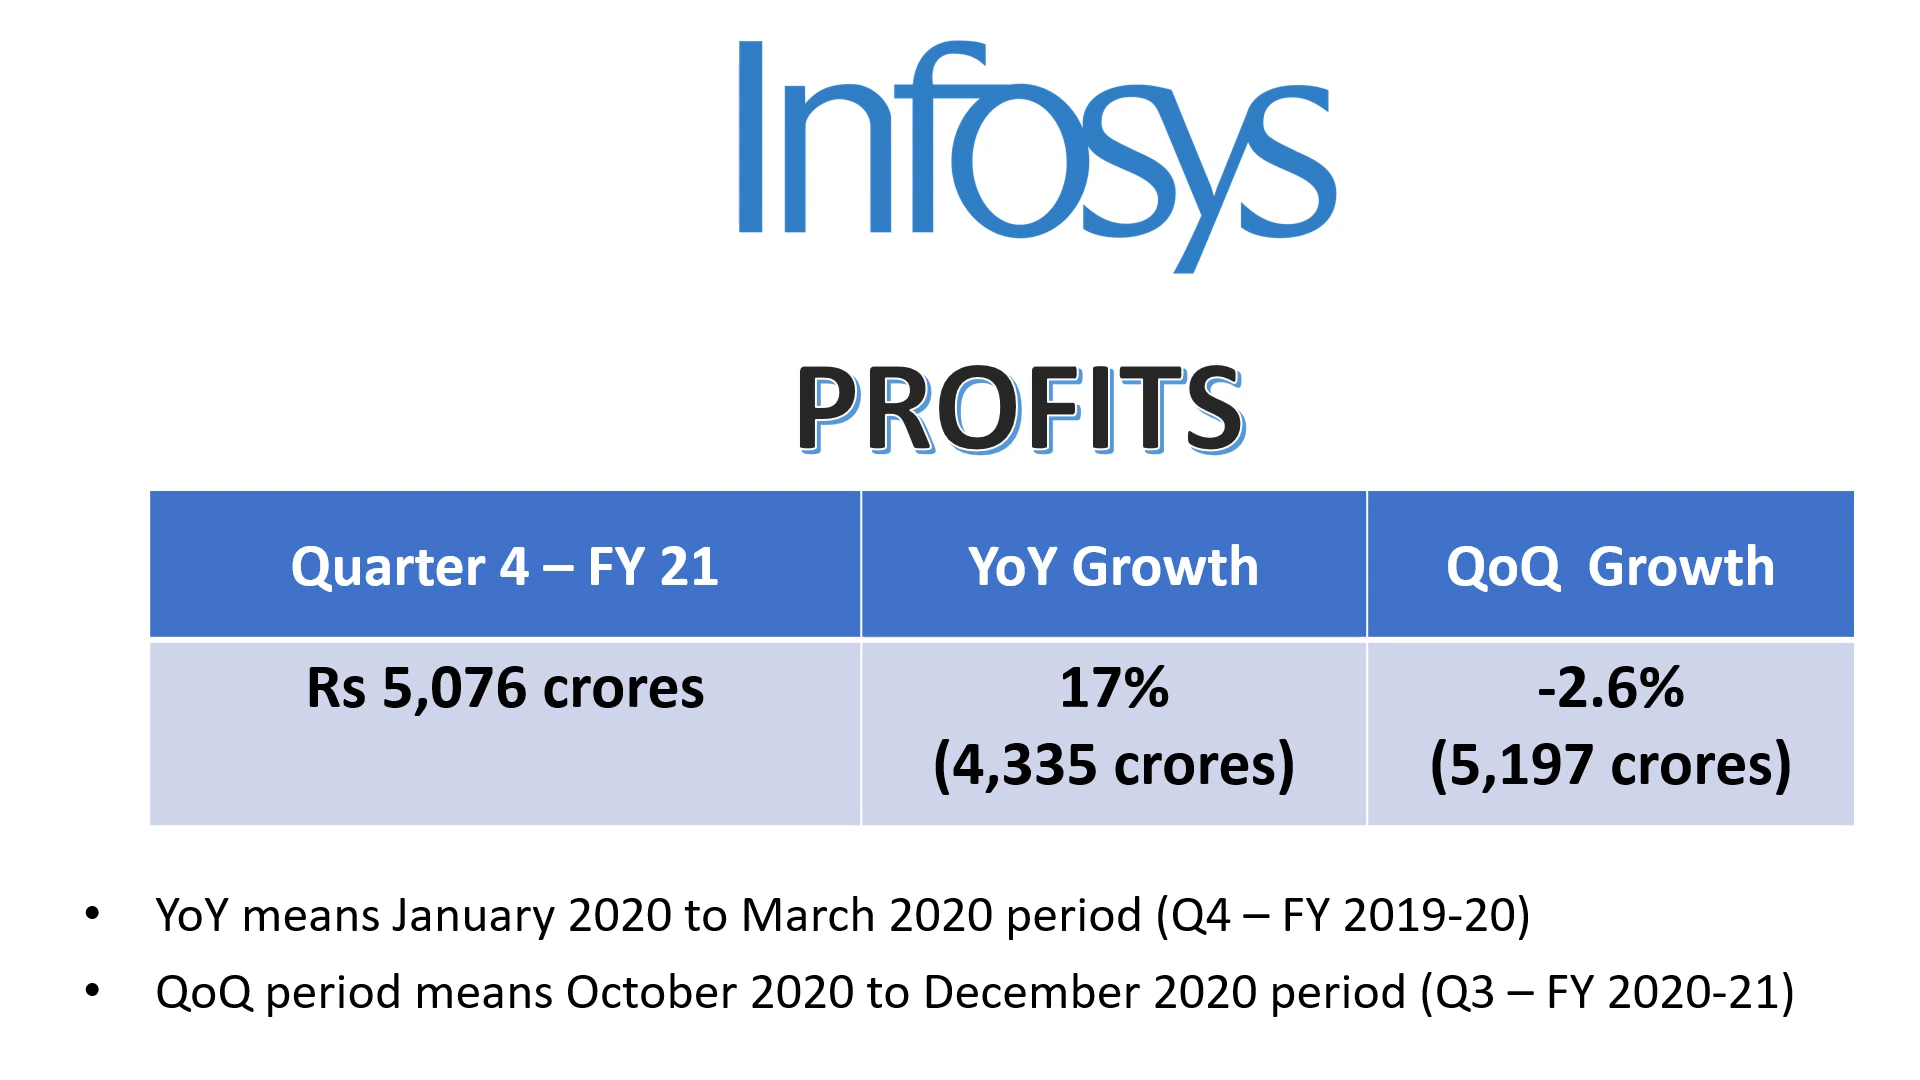 Infosys
PROFITS
Quarter 4 – FY 21
YoY Growth
QoQ  Growth
Rs 5,076 crores
17%
(4,335 crores)
-2.6%
(5,197 crores)
• YoY means January 2020 to March 2020 period (Q4 – FY 2019-20)
• QoQ period means October 2020 to December 2020 period (Q3 – FY 2020-21)